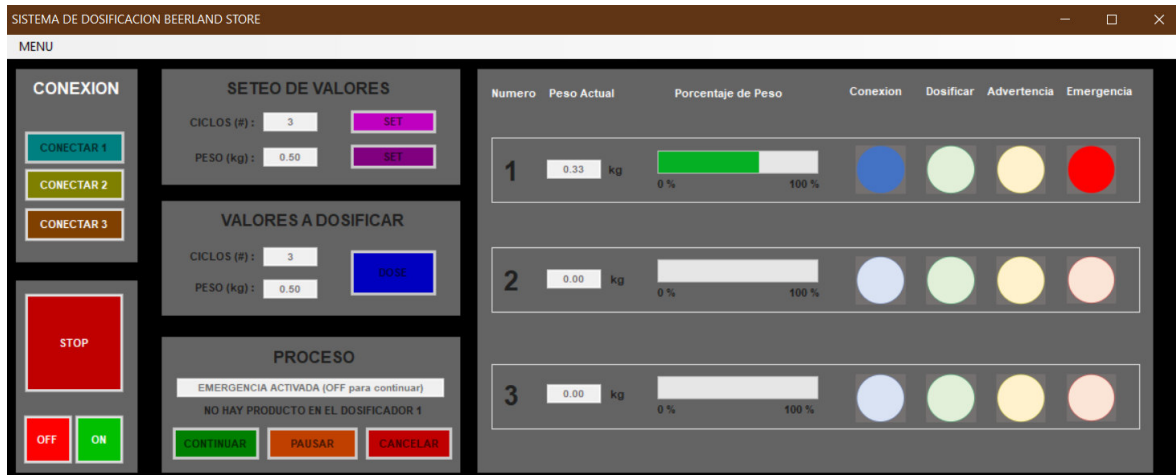 SISTEMA DE DOSIFICACION BEERLAND STORE
MENU
CONEXION
CONECTAR 1
CONECTAR 2
CONECTAR 3
STOP
OFF
ON
SETEO DE VALORES
CICLOS (#) : 3 SET
PESO (kg) : 0.50 SET
VALORES A DOSIFICAR
CICLOS (#) : 3
DOSE
PESO (kg) : 0.50
PROCESO
EMERGENCIA ACTIVADA (OFF para continuar)
NO HAY PRODUCTO EN EL DOSIFICADOR 1
CONTINUAR PAUSAR CANCELAR
Numero Peso Actual Porcentaje de Peso Conexion Dosificar Advertencia Emergencia
1 0.33 kg
0 % 100 %
2 0.00 kg
0 % 100 %
3 0.00 kg
0 % 100 %